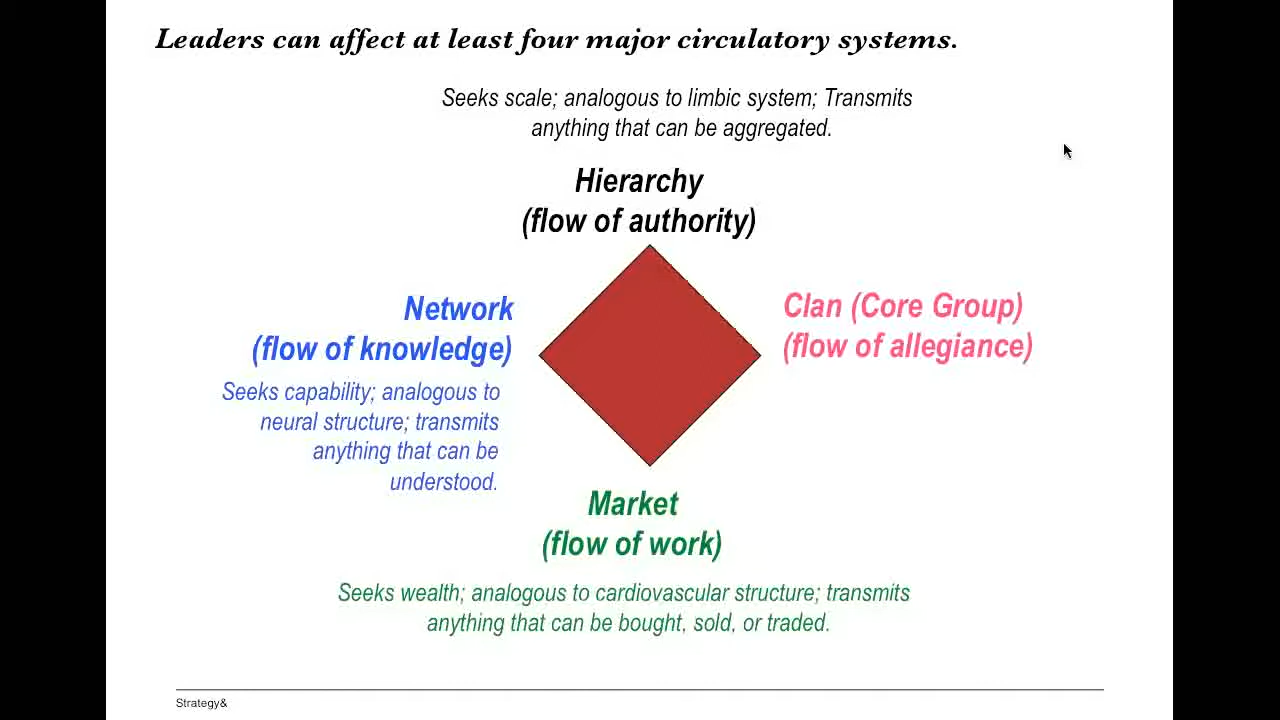 Leaders can affect at least four major circulatory systems.
Seeks scale; analogous to limbic system; Transmits
anything that can be aggregated.
Hierarchy
(flow of authority)
Network
(flow of knowledge)
Seeks capability; analogous to
neural structure; transmits
anything that can be
understood.
Clan (Core Group)
(flow of allegiance)
Market
(flow of work)
Seeks wealth; analogous to cardiovascular structure; transmits
anything that can be bought, sold, or traded.
Strategy&